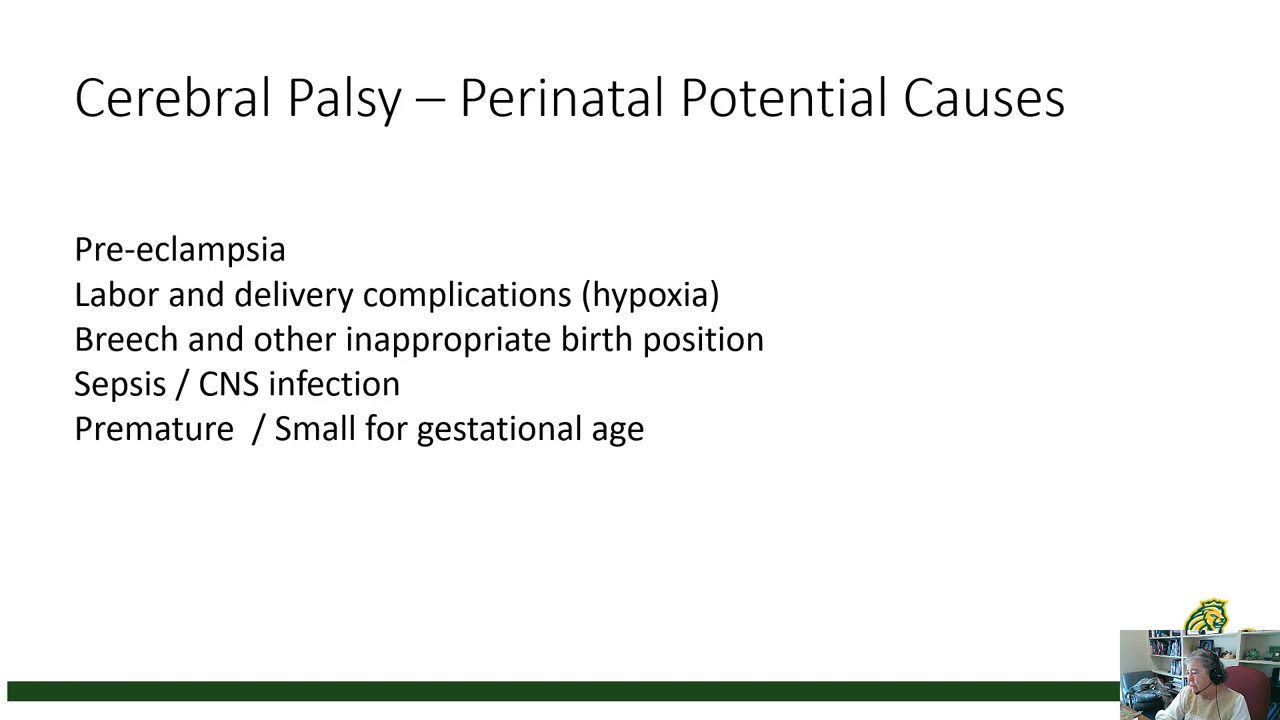 Cerebral Palsy – Perinatal Potential Causes
Pre-eclampsia
Labor and delivery complications (hypoxia)
Breech and other inappropriate birth position
Sepsis / CNS infection
Premature / Small for gestational age